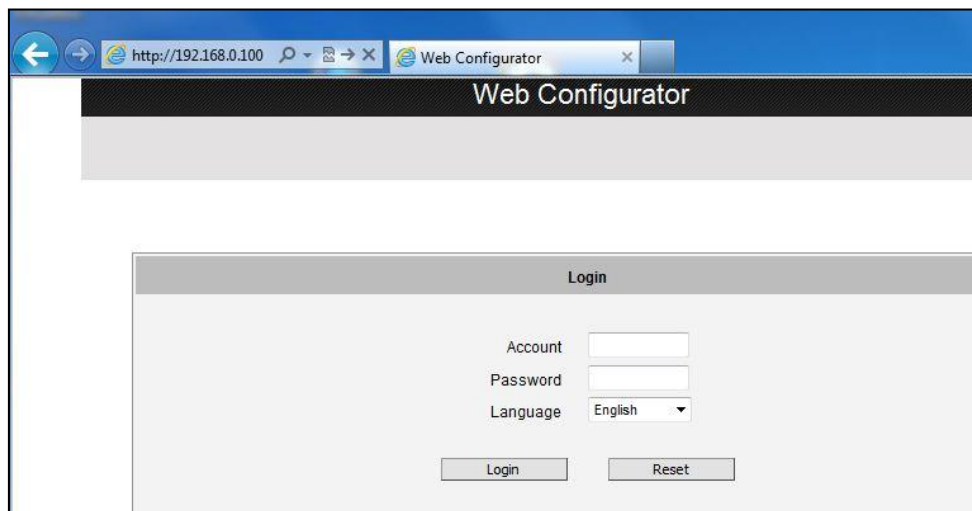 http://192.168.0.100
Web Configurator
Web Configurator
Login
Account
Password
Language English
Login Reset